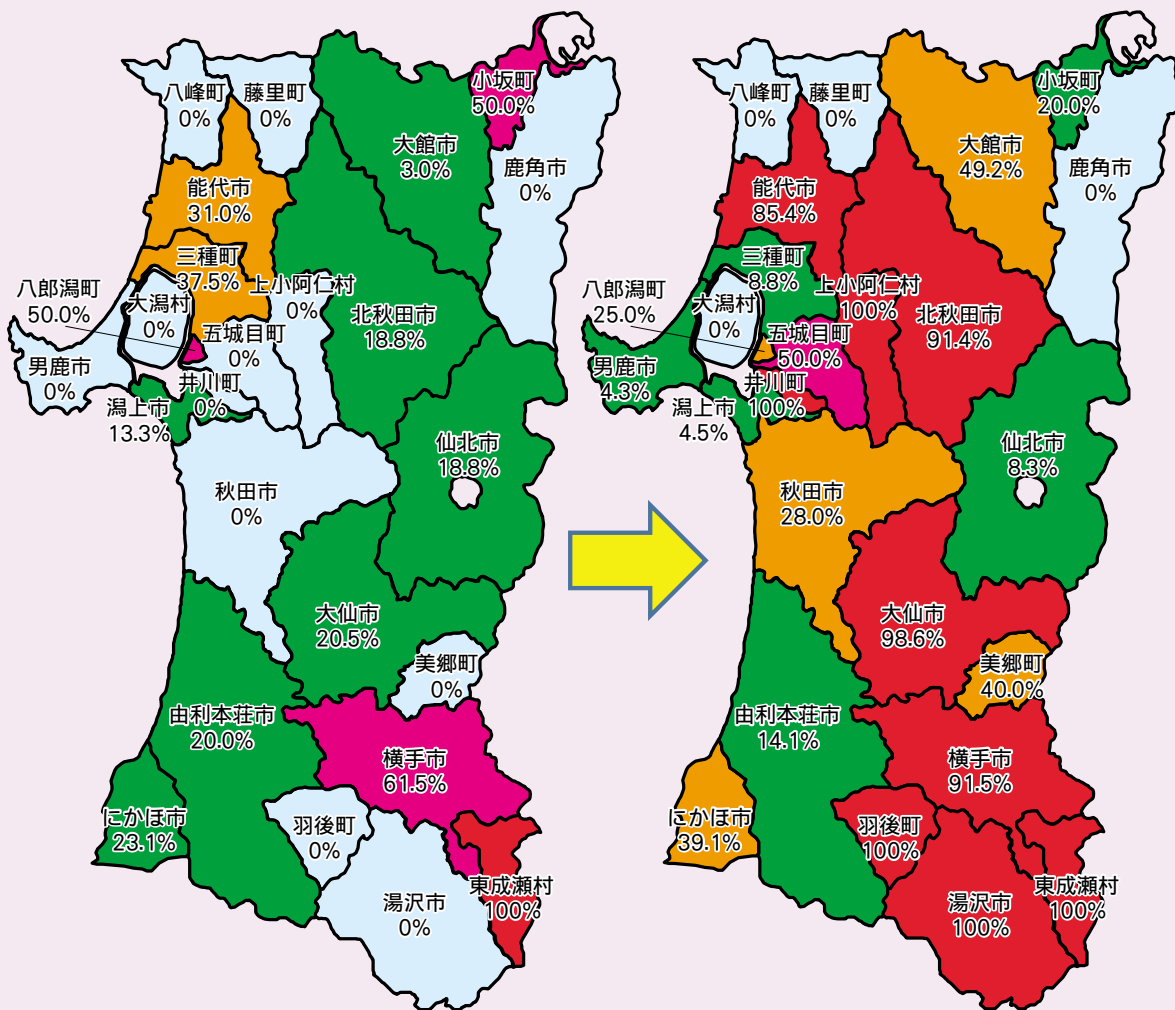 八峰町
0%
藤里町
0%
小坂町
50.0%
大館市
3.0%
鹿角市
0%
能代市
31.0%
三種町
37.5%
上小阿仁村
0%
八郎潟町
50.0%
大潟村
0%
北秋田市
18.8%
五城目町
0%
男鹿市
0%
井川町
0%
潟上市
13.3%
仙北市
18.8%
秋田市
0%
大仙市
20.5%
美郷町
0%
由利本荘市
20.0%
横手市
61.5%
にかほ市
23.1%
羽後町
0%
東成瀬村
100%
湯沢市
0%
八峰町
0%
藤里町
0%
小坂町
20.0%
大館市
49.2%
鹿角市
0%
能代市
85.4%
三種町
8.8%
上小阿仁村
100%
八郎潟町
25.0%
大潟村
0%
北秋田市
91.4%
五城目町
50.0%
男鹿市
4.3%
井川町
100%
潟上市
4.5%
仙北市
8.3%
秋田市
28.0%
大仙市
98.6%
美郷町
40.0%
由利本荘市
14.1%
横手市
91.5%
にかほ市
39.1%
羽後町
100%
東成瀬村
100%
湯沢市
100%